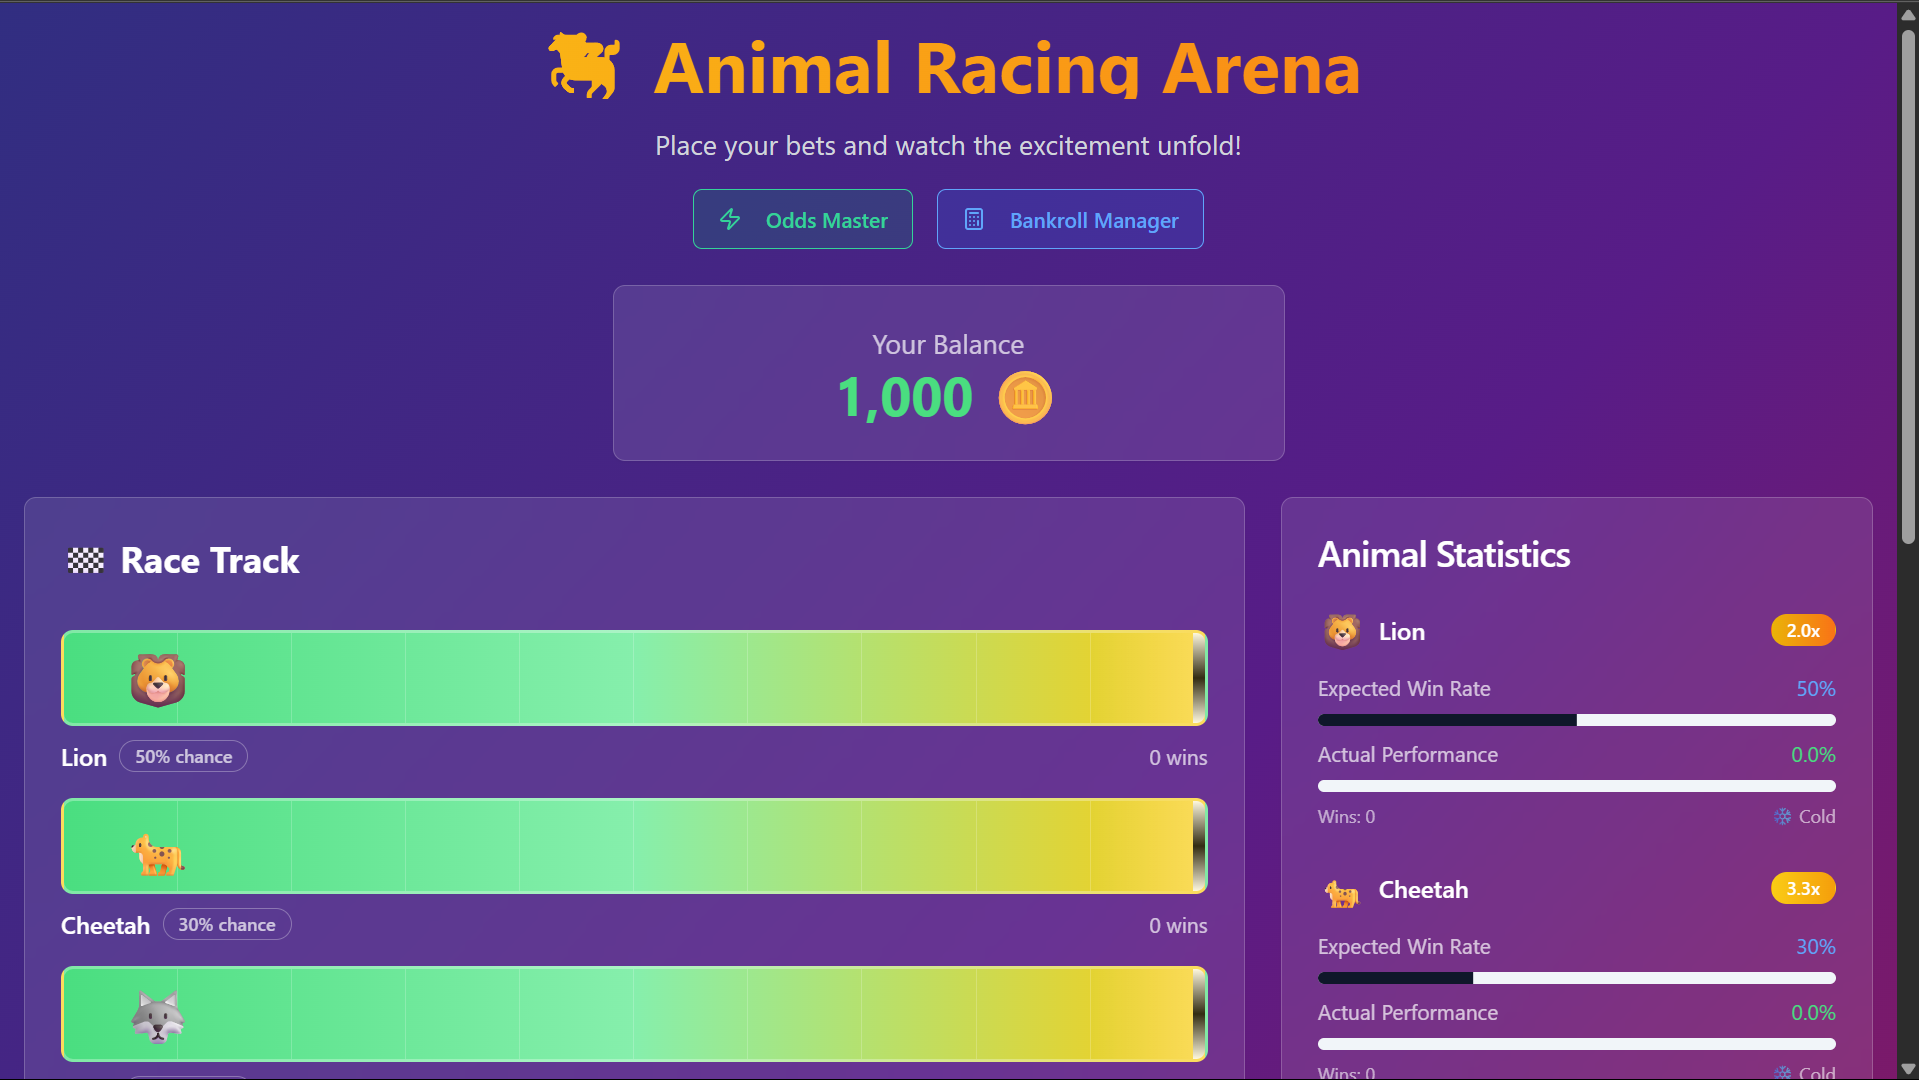 Animal Racing Arena
Place your bets and watch the excitement unfold!
Odds Master
Bankroll Manager
Your Balance
1,000
Race Track
Lion
50% chance
0 wins
Cheetah
30% chance
0 wins
Animal Statistics
Lion
2.0x
Expected Win Rate
50%
Actual Performance
0.0%
Wins: 0
Cold
Cheetah
3.3x
Expected Win Rate
30%
Actual Performance
0.0%
Wins: 0
Cold